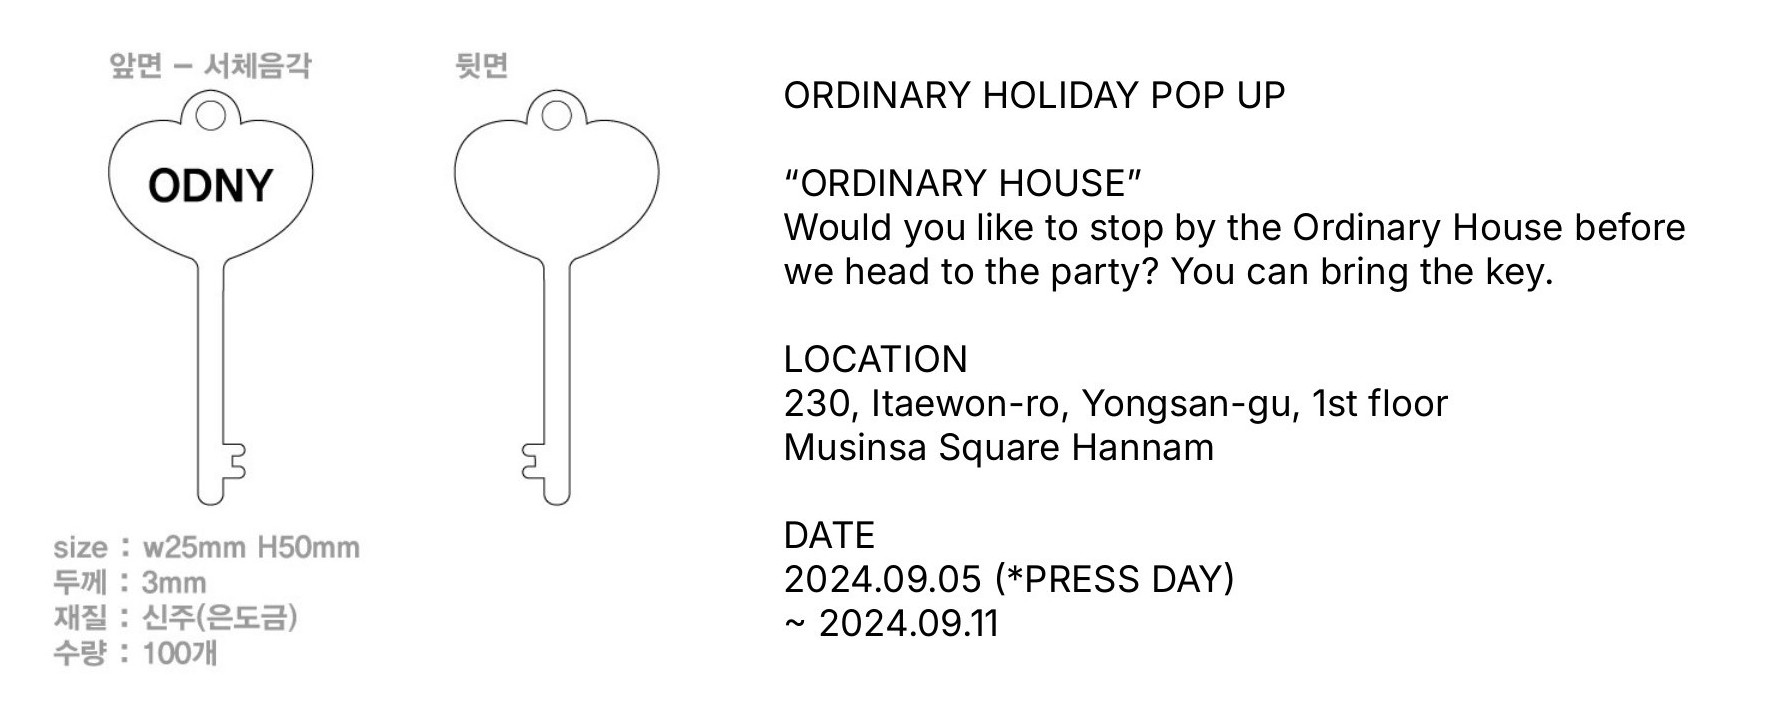 앞면 – 서체음각
뒷면
ODNY
size : w25mm H50mm
두께 : 3mm
재질 : 신주(은도금)
수량 : 100개
ORDINARY HOLIDAY POP UP
“ORDINARY HOUSE”
Would you like to stop by the Ordinary House before
we head to the party? You can bring the key.
LOCATION
230, Itaewon-ro, Yongsan-gu, 1st floor
Musinsa Square Hannam
DATE
2024.09.05 (*PRESS DAY)
~ 2024.09.11